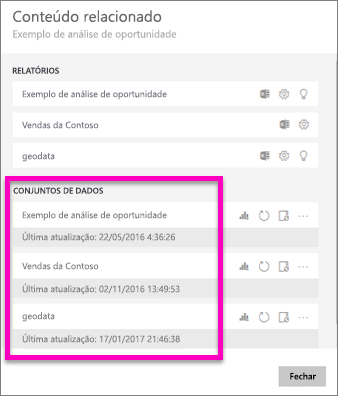 Conteúdo relacionado
Exemplo de análise de oportunidade
RELATÓRIOS
Exemplo de análise de oportunidade
Vendas da Contoso
geodata
CONJUNTOS DE DADOS
Exemplo de análise de oportunidade
Última atualização: 22/05/2016 4:36:26
Vendas da Contoso
Última atualização: 02/11/2016 13:49:53
geodata
Última atualização: 17/01/2017 21:46:38
Fechar